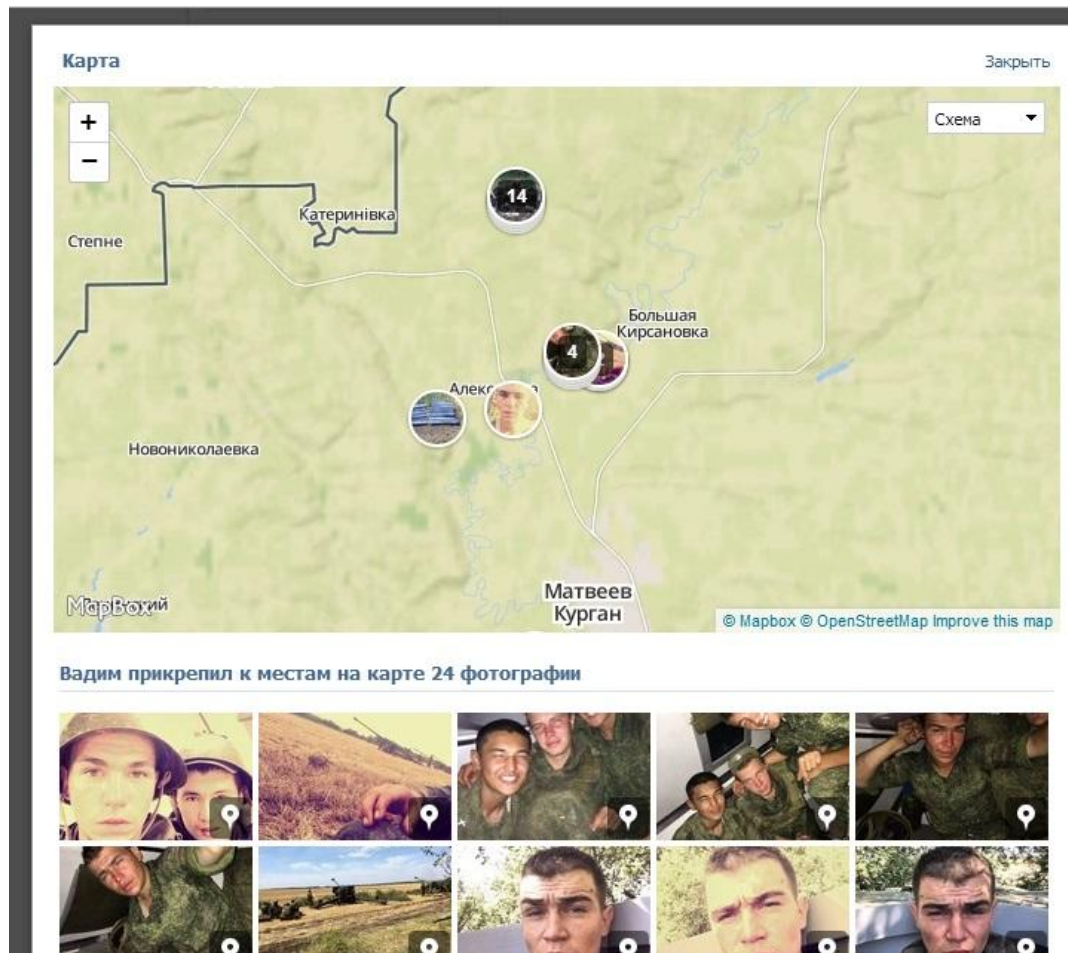 Карта
Закрыть
+
Схема
−
14
Катеринівка
Степне
Большая
Кирсановка
4
Новониколаевка
Матвеев
Курган
MapBox
© Mapbox © OpenStreetMap Improve this map
Вадим прикрепил к местам на карте 24 фотографии